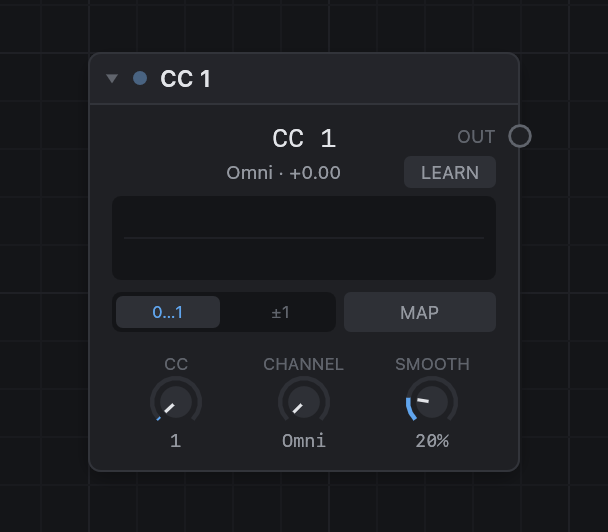 CC 1
CC 1
OUT
Omni · +0.00
LEARN
0...1
±1
MAP
CC
CHANNEL
SMOOTH
1
Omni
20%